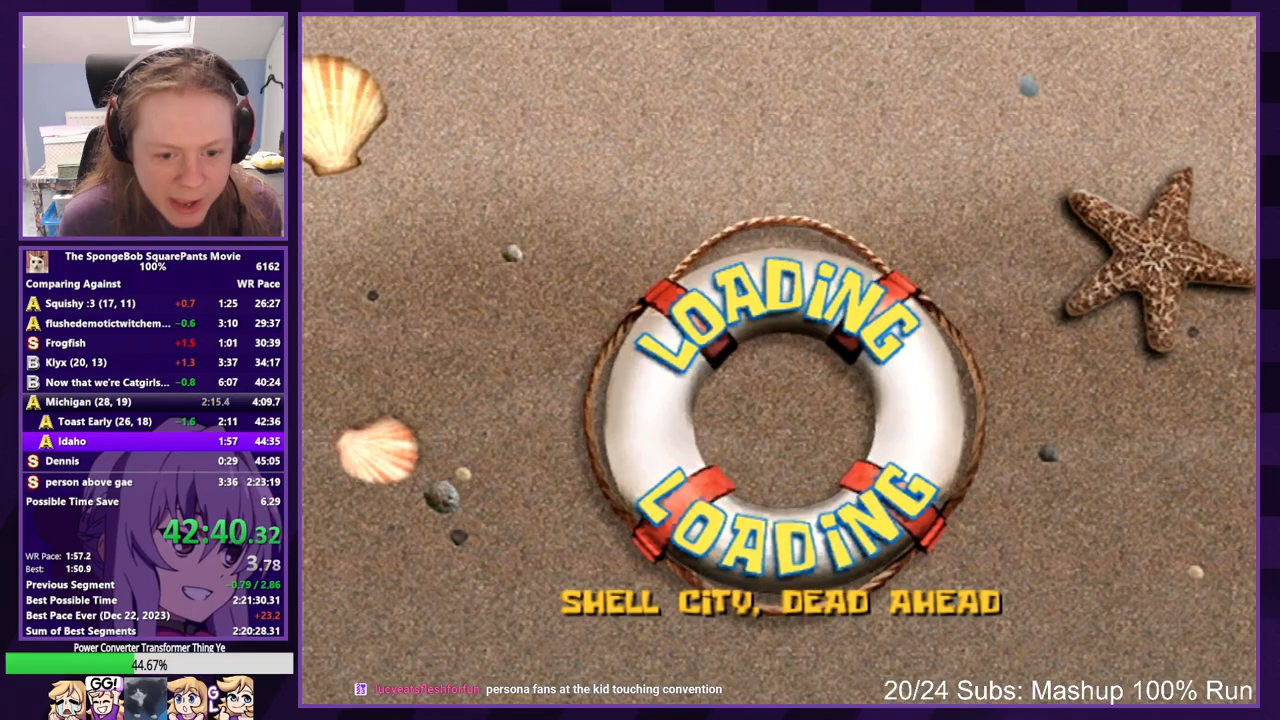 The SpongeBob SquarePants Movie
100% 6162
Comparing Against WR Pace
A Squishy :3 (17, 11) +0.7 1:25 26:27
A flushedemotictwitchem... −0.6 3:10 29:37
S Frogfish +1.5 1:01 30:39
B Klyx (20, 13) +1.3 3:37 34:17
B Now that we're Catgirls... −0.8 6:07 40:24
A Michigan (28, 19) 2:15.4 4:09.7
A Toast Early (26, 18) −1.6 2:11 42:36
A Idaho 1:57 44:35
S Dennis 0:29 45:05
S person above gae 3:36 2:23:19
Possible Time Save 6.29
42:40.32
WR Pace: 1:57.2
Best: 1:50.9
3.78
Previous Segment −0.79 / 2.86
Best Possible Time 2:21:30.31
Best Pace Ever (Dec 22, 2023) +23.2
Sum of Best Segments 2:20:28.31
Power Converter Transformer Thing Ye
44.67%
GG!
GL
LOADING
LOADING
SHELL CITY, DEAD AHEAD
lucyeatsfleshforfun persona fans at the kid touching convention
20/24 Subs: Mashup 100% Run